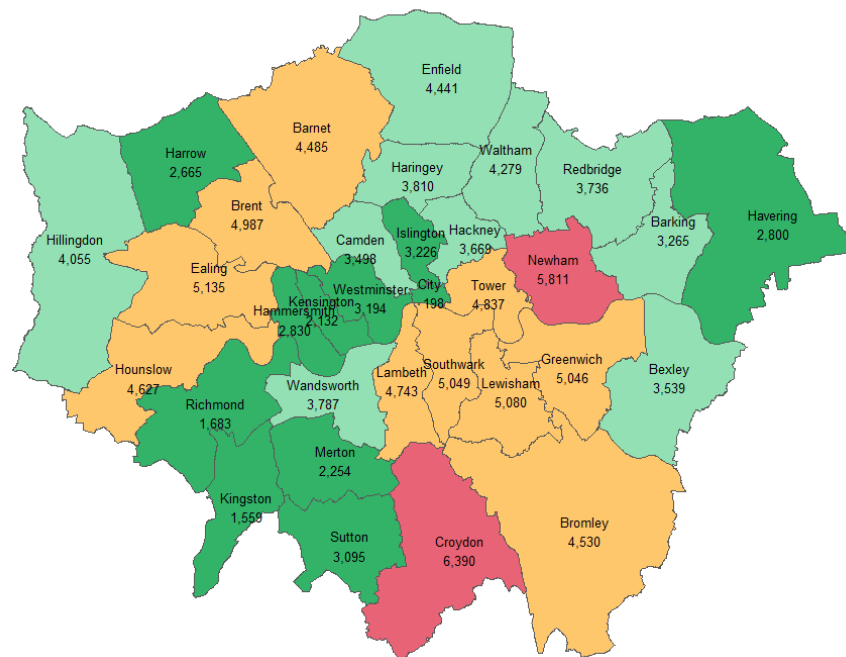 Enfield
4,441
Barnet
4,485
Harrow
2,665
Waltham
4,279
Haringey
3,810
Redbridge
3,736
Brent
4,987
Havering
2,800
Barking
3,265
Hillingdon
4,055
Camden
3,498
Islington
3,226
Hackney
3,669
Newham
5,811
Ealing
5,135
Hammersmith
2,830
Kensington
2,132
Westminster
3,194
City
198
Tower
4,837
Hounslow
4,627
Wandsworth
3,787
Lambeth
4,743
Southwark
5,049
Lewisham
5,080
Greenwich
5,046
Bexley
3,539
Richmond
1,683
Merton
2,254
Kingston
1,559
Sutton
3,095
Croydon
6,390
Bromley
4,530